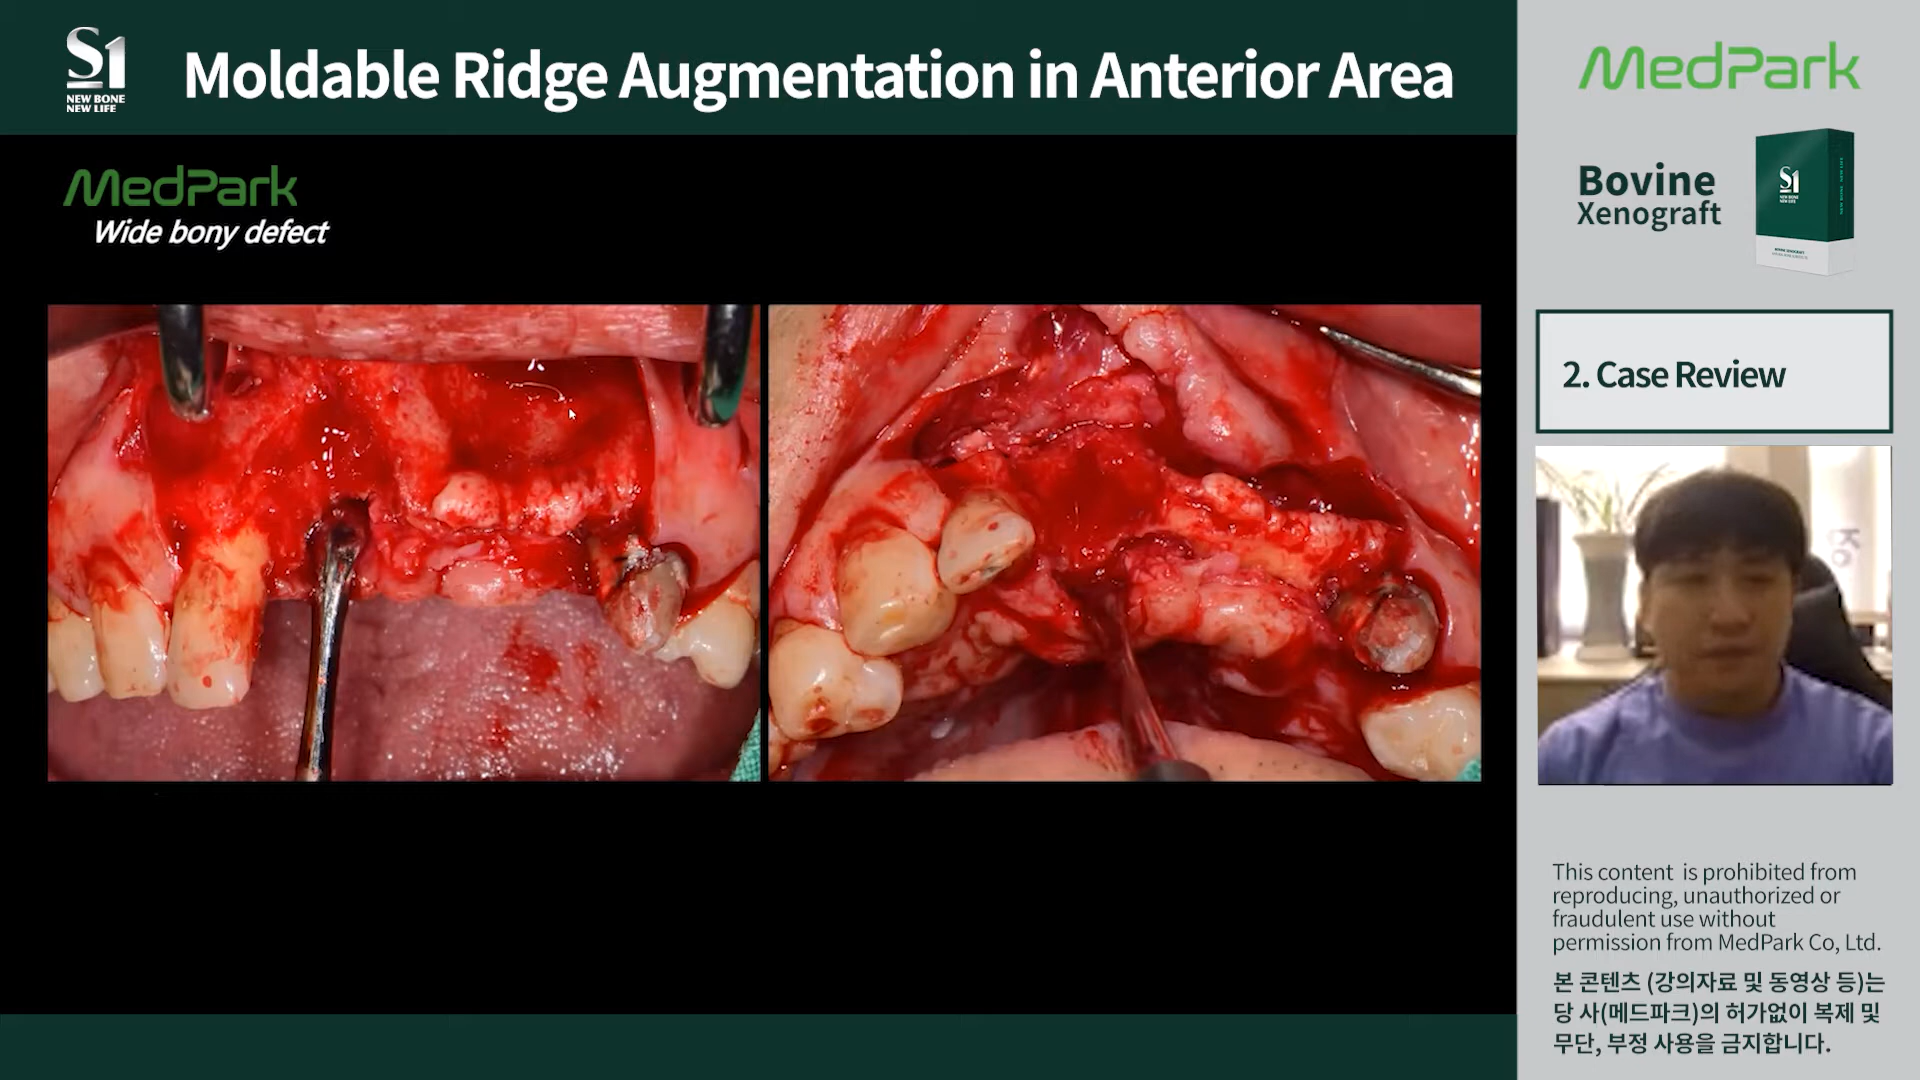 S1
NEW BONE
NEW LIFE
Moldable Ridge Augmentation in Anterior Area
MedPark
Wide bony defect
MedPark
Bovine
Xenograft
S1
2. Case Review
This content is prohibited from
reproducing, unauthorized or
fraudulent use without
permission from MedPark Co, Ltd.
본 콘텐츠 (강의자료 및 동영상 등)는
당 사(메드파크)의 허가없이 복제 및
무단, 부정 사용을 금지합니다.